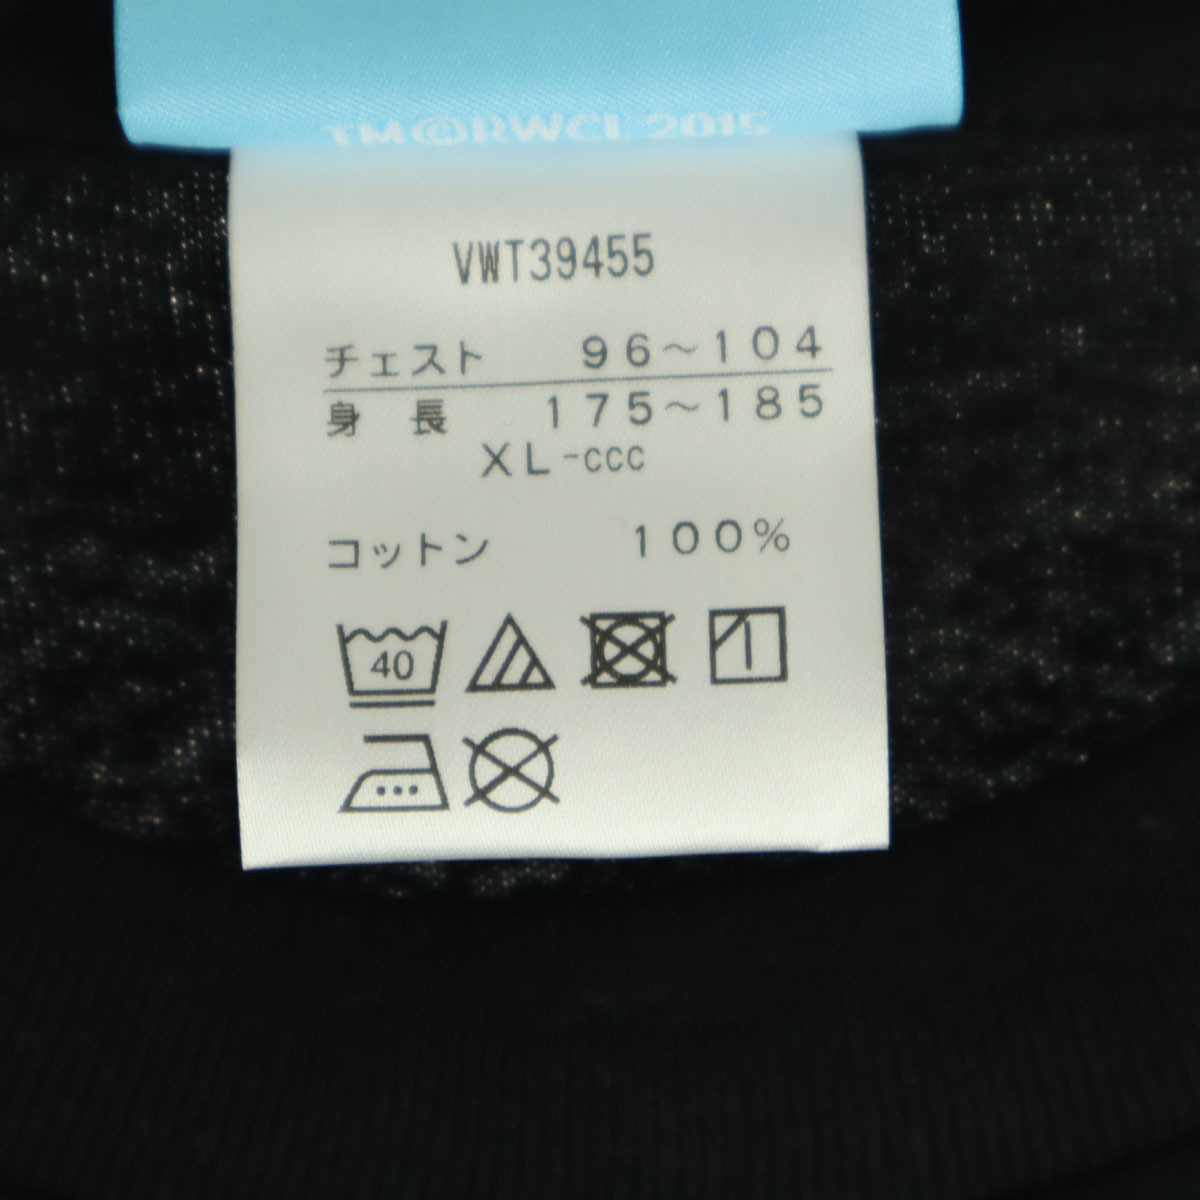 TM©RWCL 2015
VWT39455
チェスト 96～104
身 長 175～185
XL-ccc
コットン 100%
40